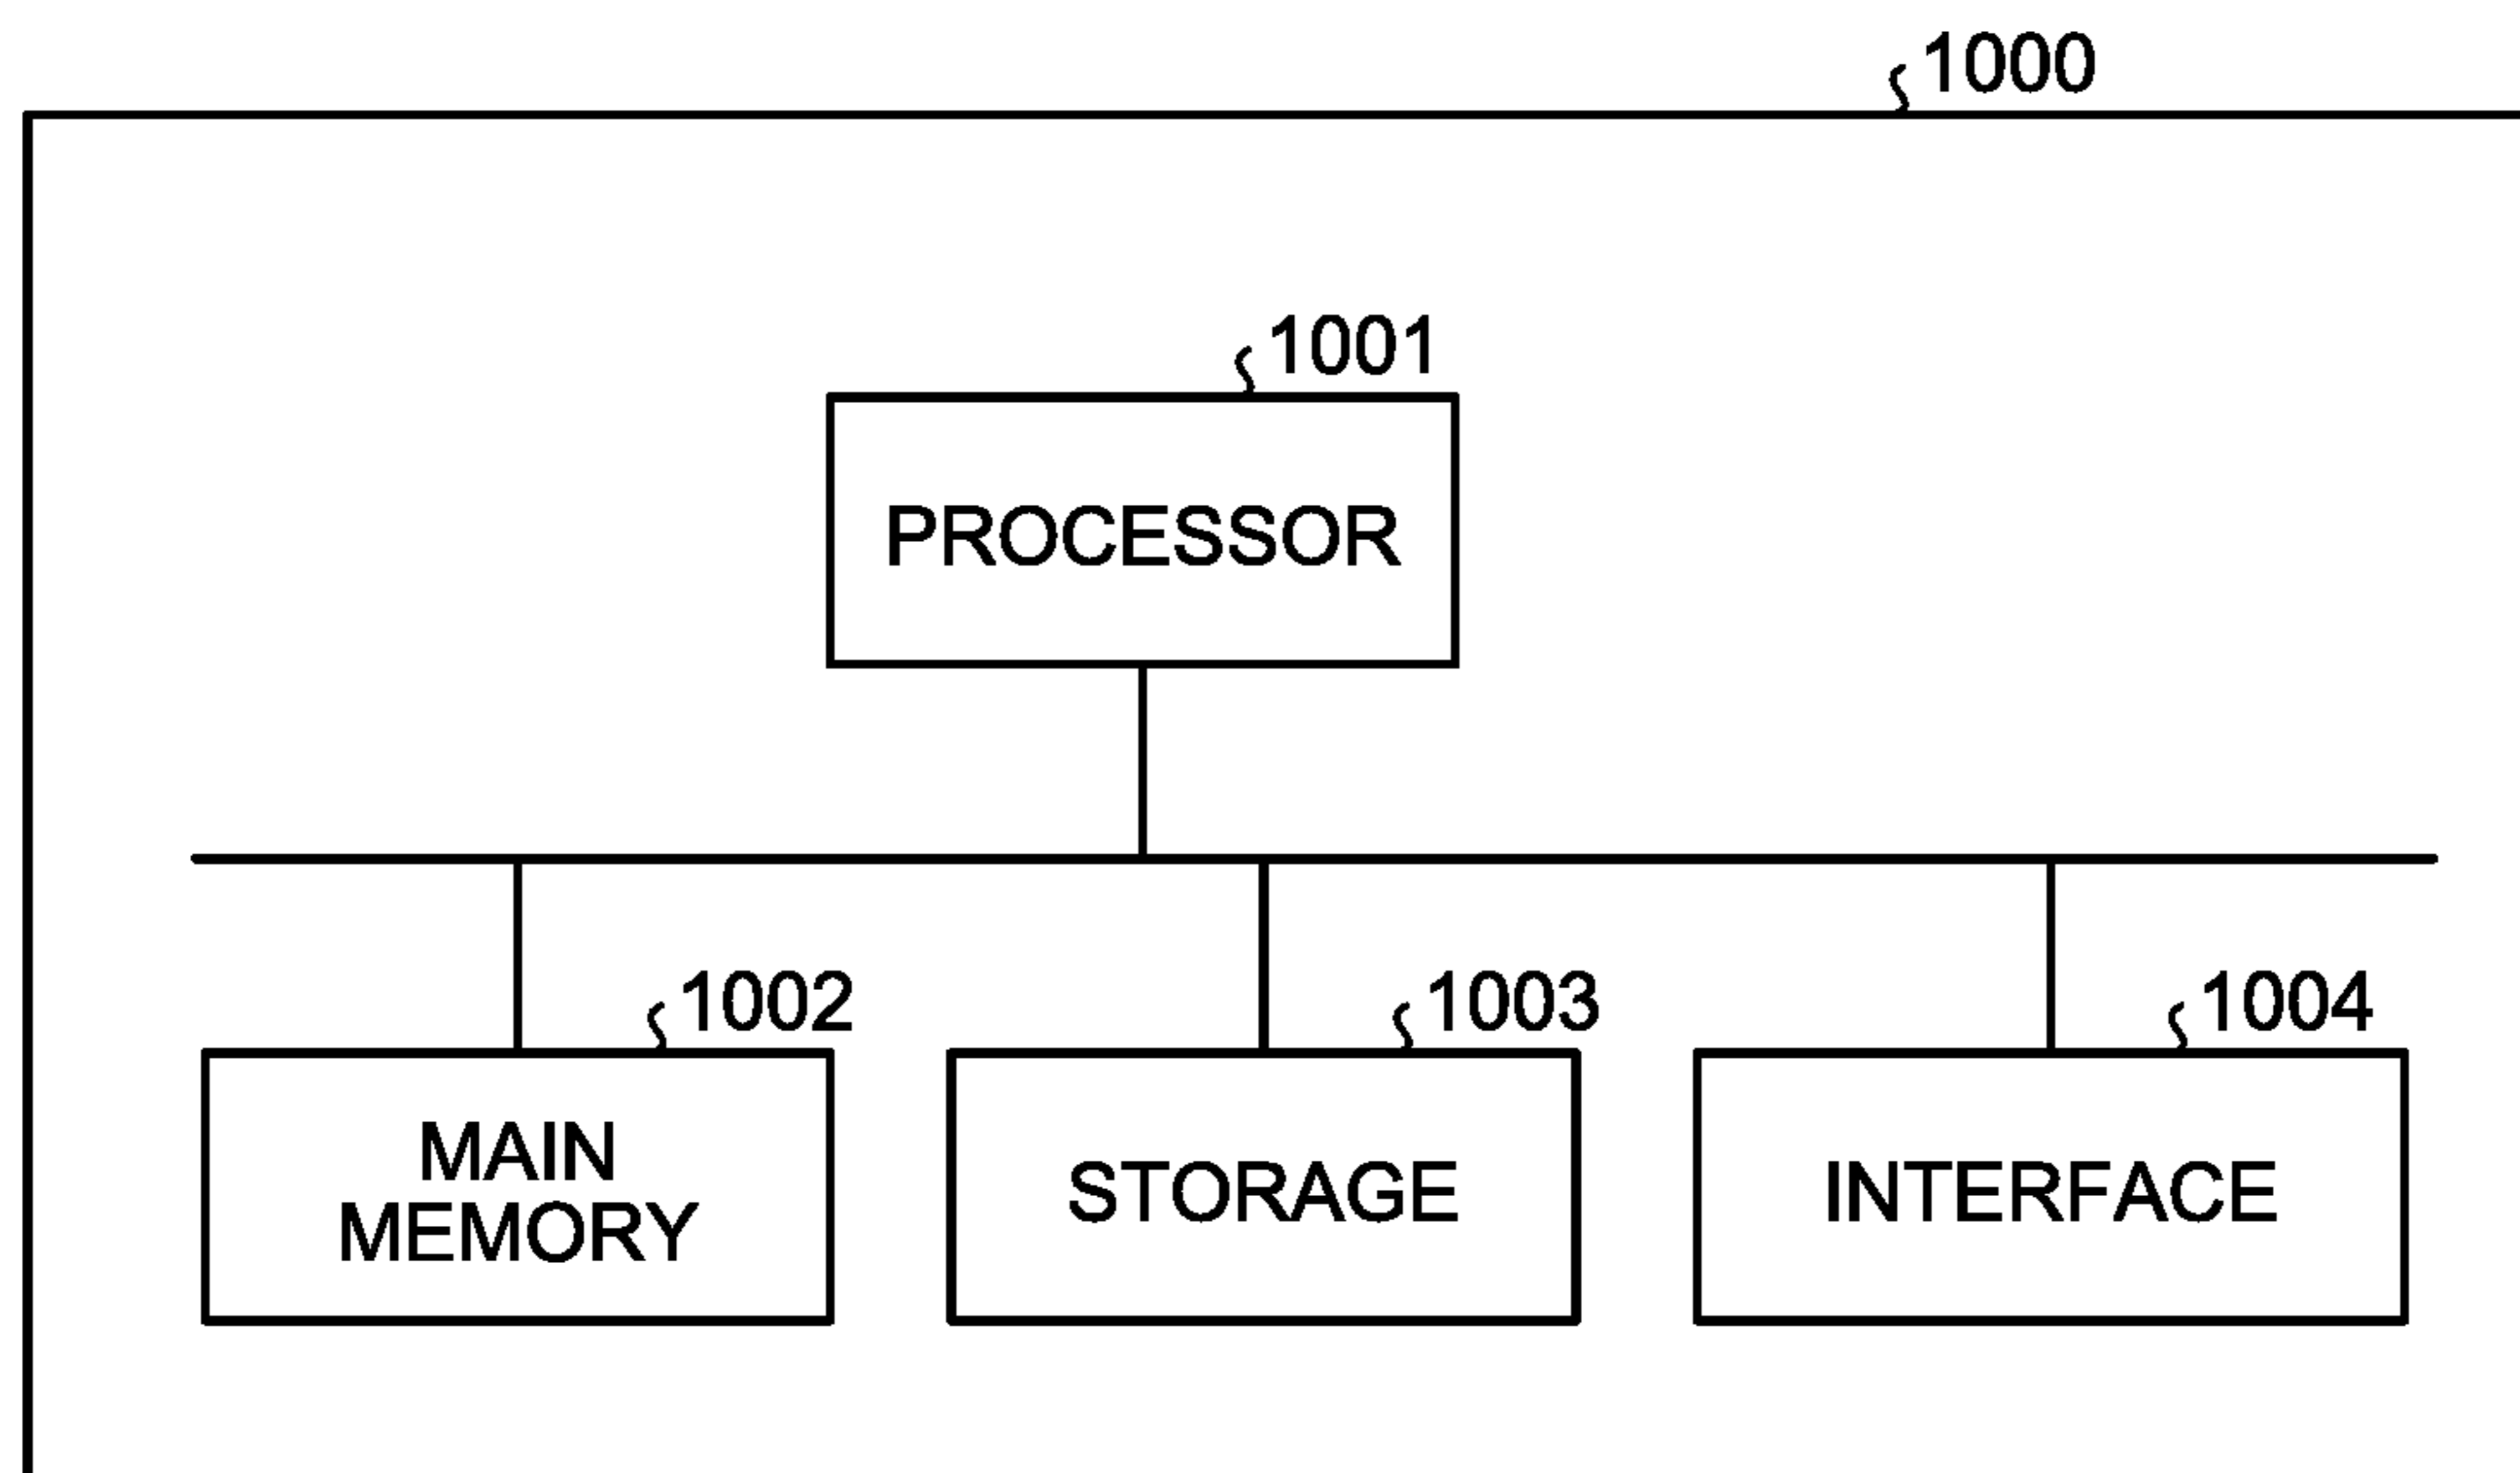 1000
1001
PROCESSOR
1002
1003
1004
MAIN
MEMORY
STORAGE
INTERFACE